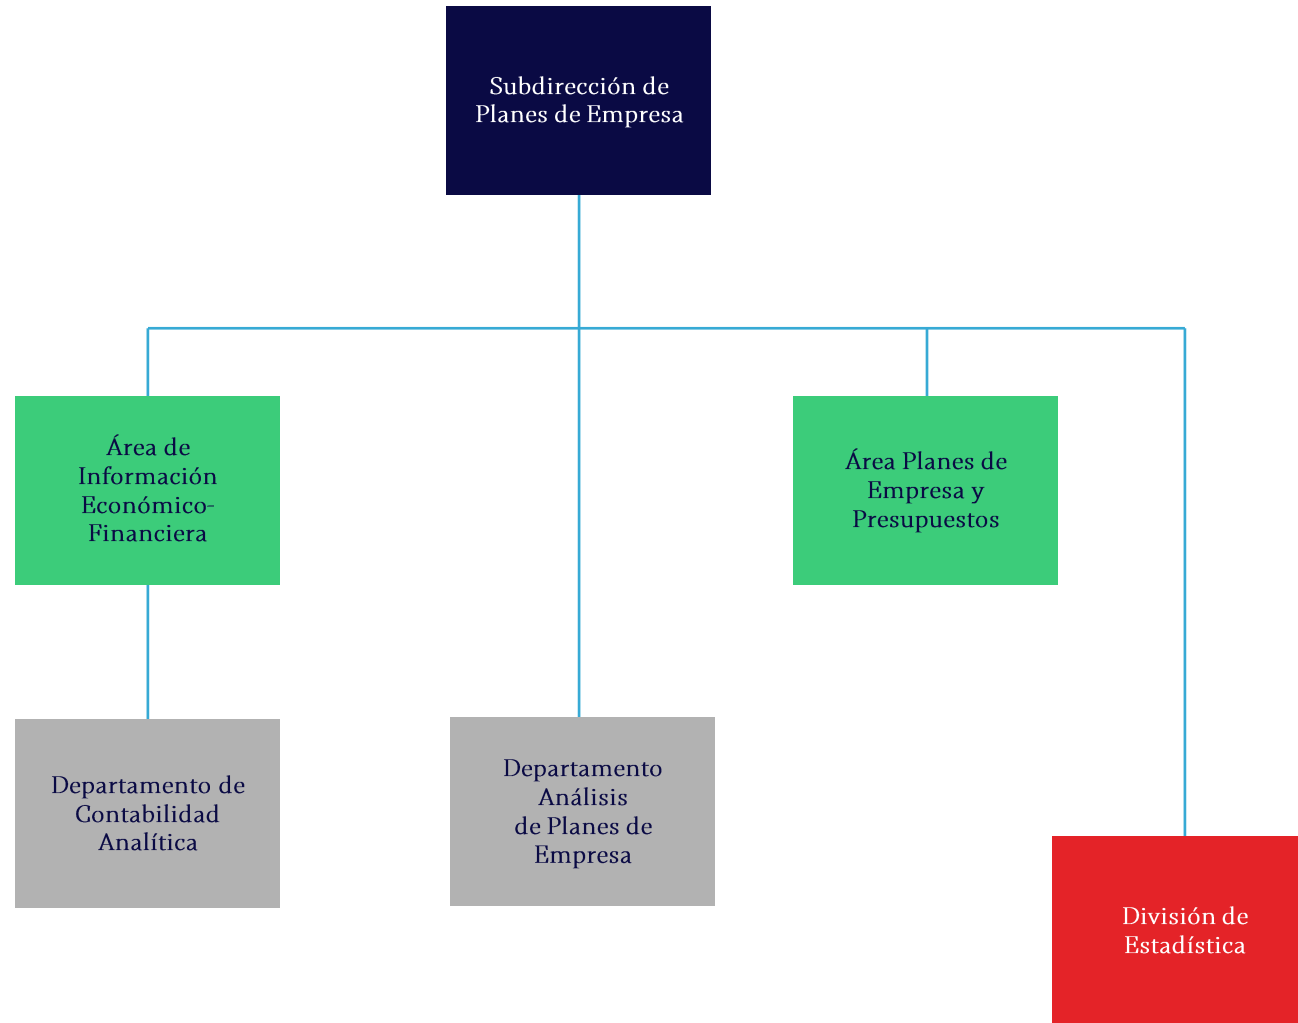 Subdirección de
Planes de Empresa
Área de
Información
Económico-
Financiera
Área Planes de
Empresa y
Presupuestos
Departamento de
Contabilidad
Analítica
Departamento
Análisis
de Planes de
Empresa
División de
Estadística